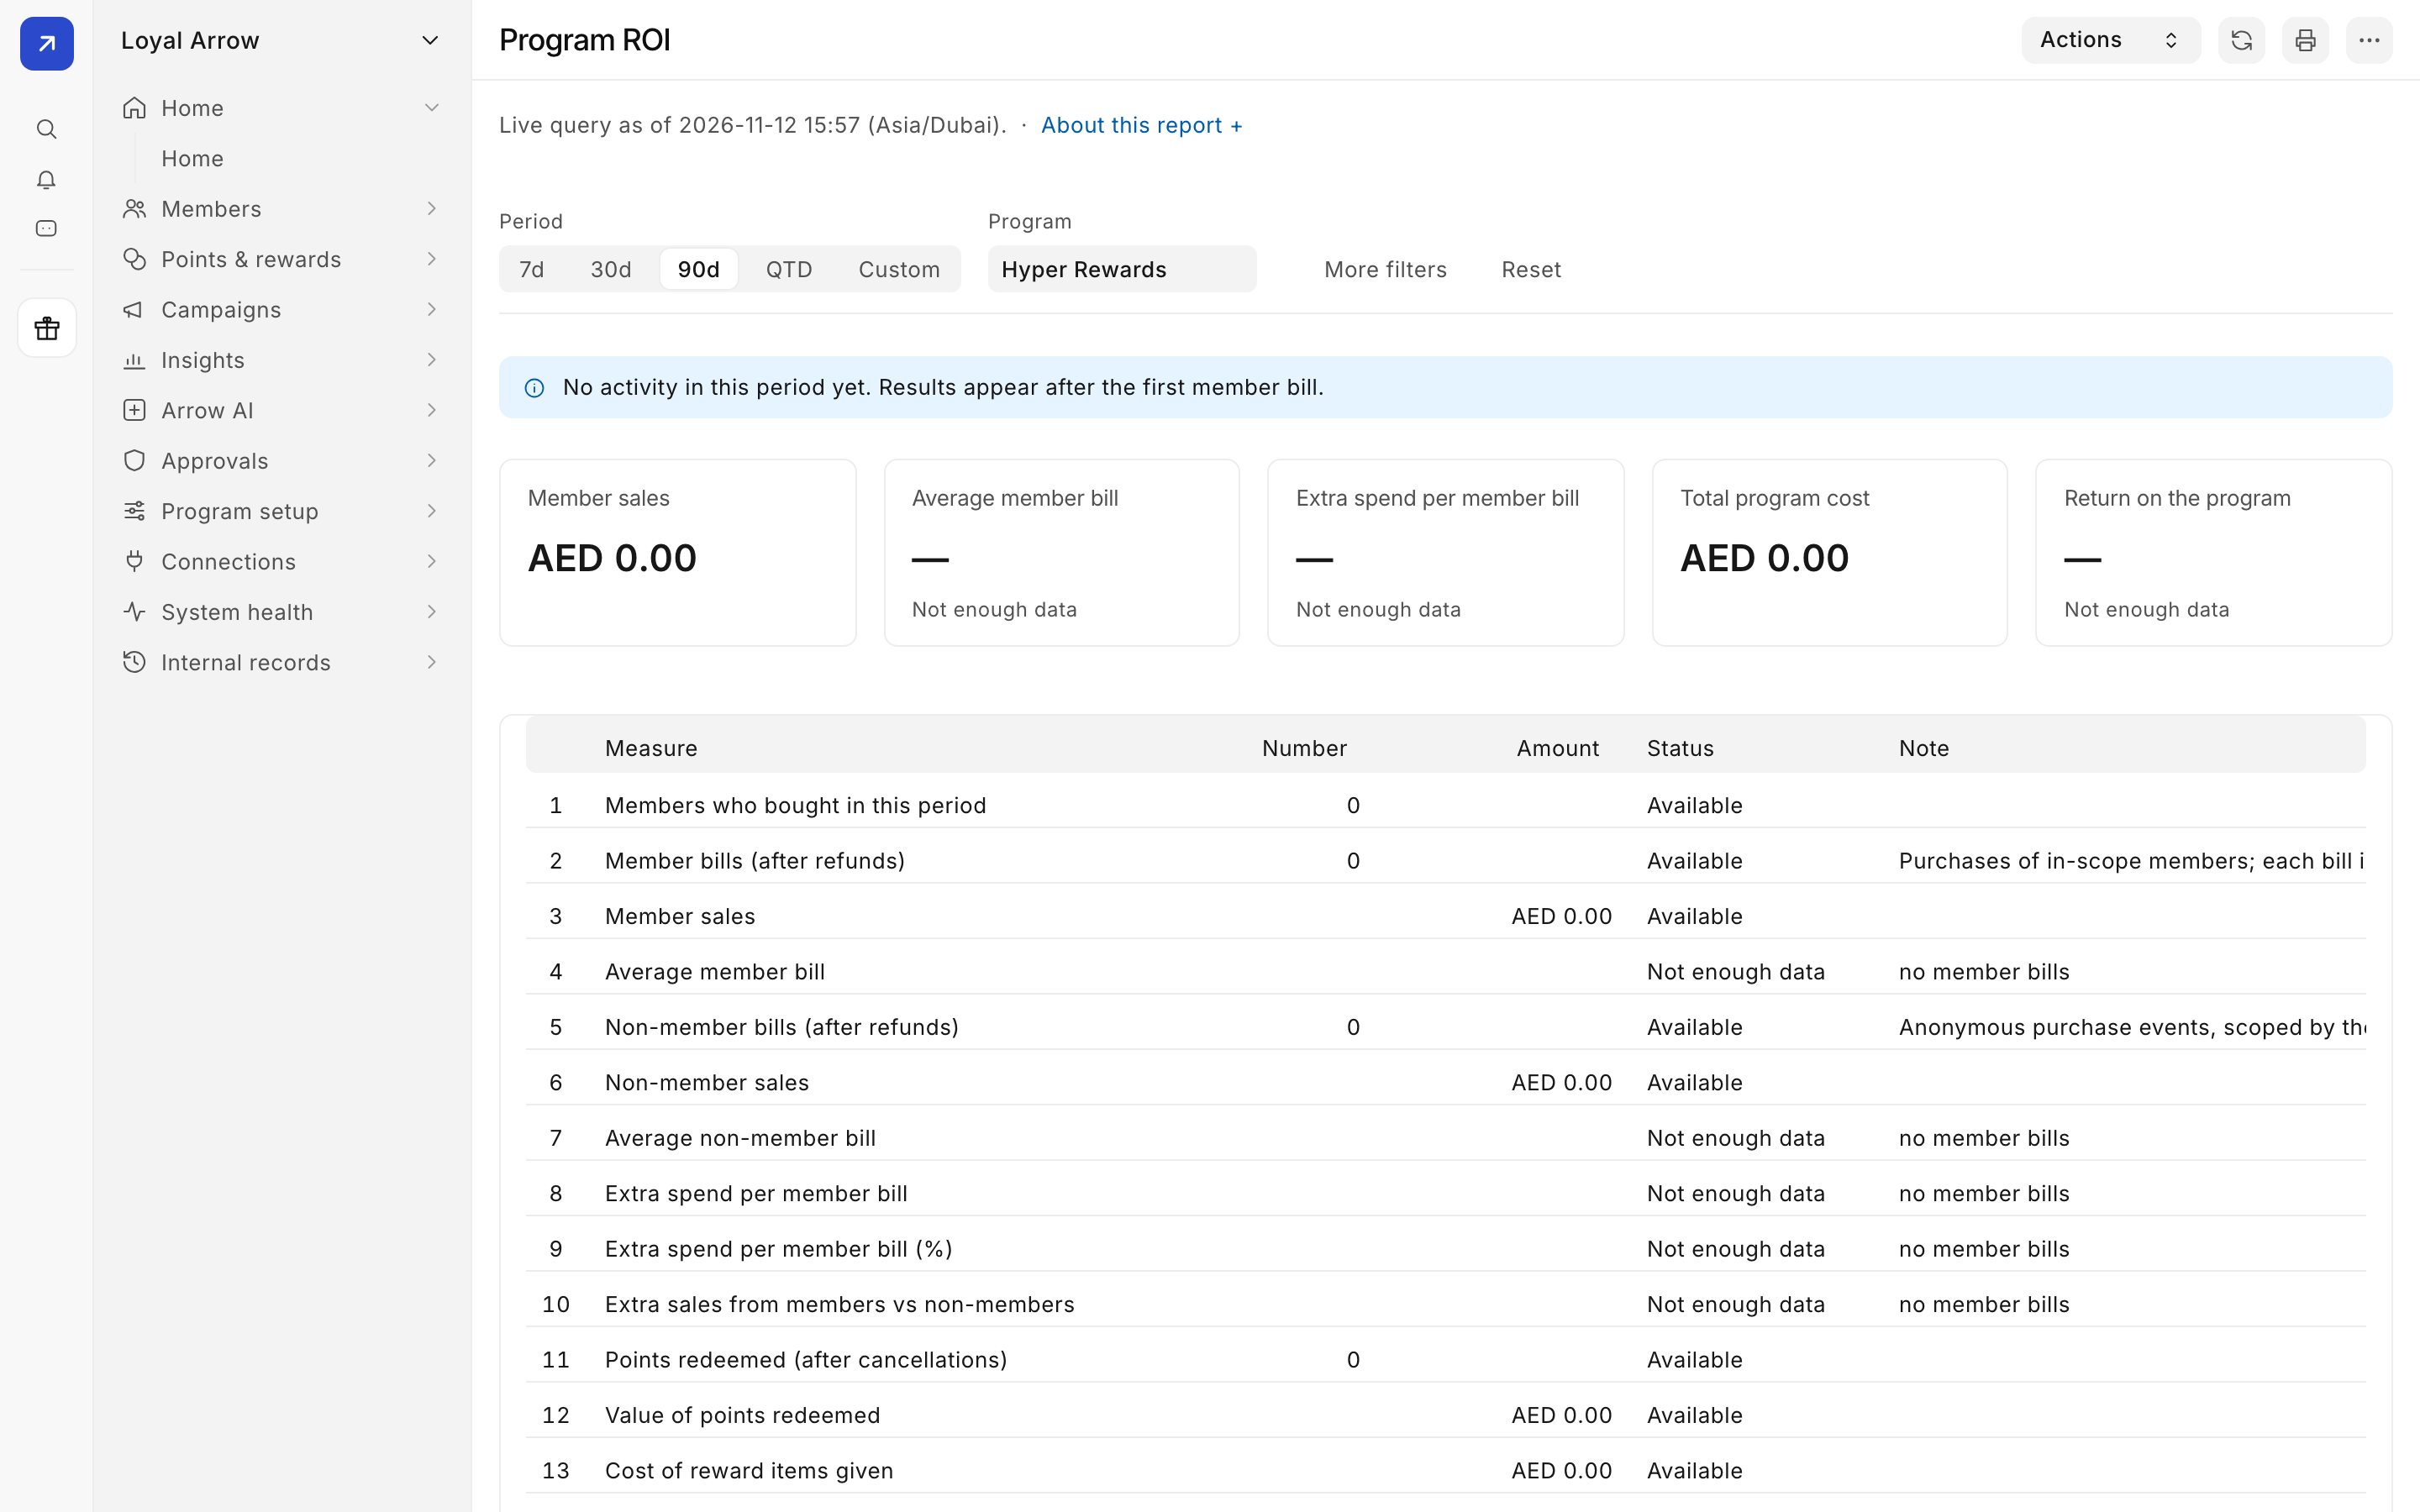 Loyal Arrow
Home
Home
Members
Points & rewards
Campaigns
Insights
Arrow AI
Approvals
Program setup
Connections
System health
Internal records
Program ROI
Actions
Live query as of 2026-11-12 15:57 (Asia/Dubai). · About this report +
Period
Program
7d 30d 90d QTD Custom
Hyper Rewards
More filters
Reset
No activity in this period yet. Results appear after the first member bill.
Member sales
AED 0.00
Average member bill
—
Not enough data
Extra spend per member bill
—
Not enough data
Total program cost
AED 0.00
Return on the program
—
Not enough data
Measure Number Amount Status Note
1 Members who bought in this period 0 Available
2 Member bills (after refunds) 0 Available Purchases of in-scope members; each bill i
3 Member sales AED 0.00 Available
4 Average member bill Not enough data no member bills
5 Non-member bills (after refunds) 0 Available Anonymous purchase events, scoped by the
6 Non-member sales AED 0.00 Available
7 Average non-member bill Not enough data no member bills
8 Extra spend per member bill Not enough data no member bills
9 Extra spend per member bill (%) Not enough data no member bills
10 Extra sales from members vs non-members Not enough data no member bills
11 Points redeemed (after cancellations) 0 Available
12 Value of points redeemed AED 0.00 Available
13 Cost of reward items given AED 0.00 Available